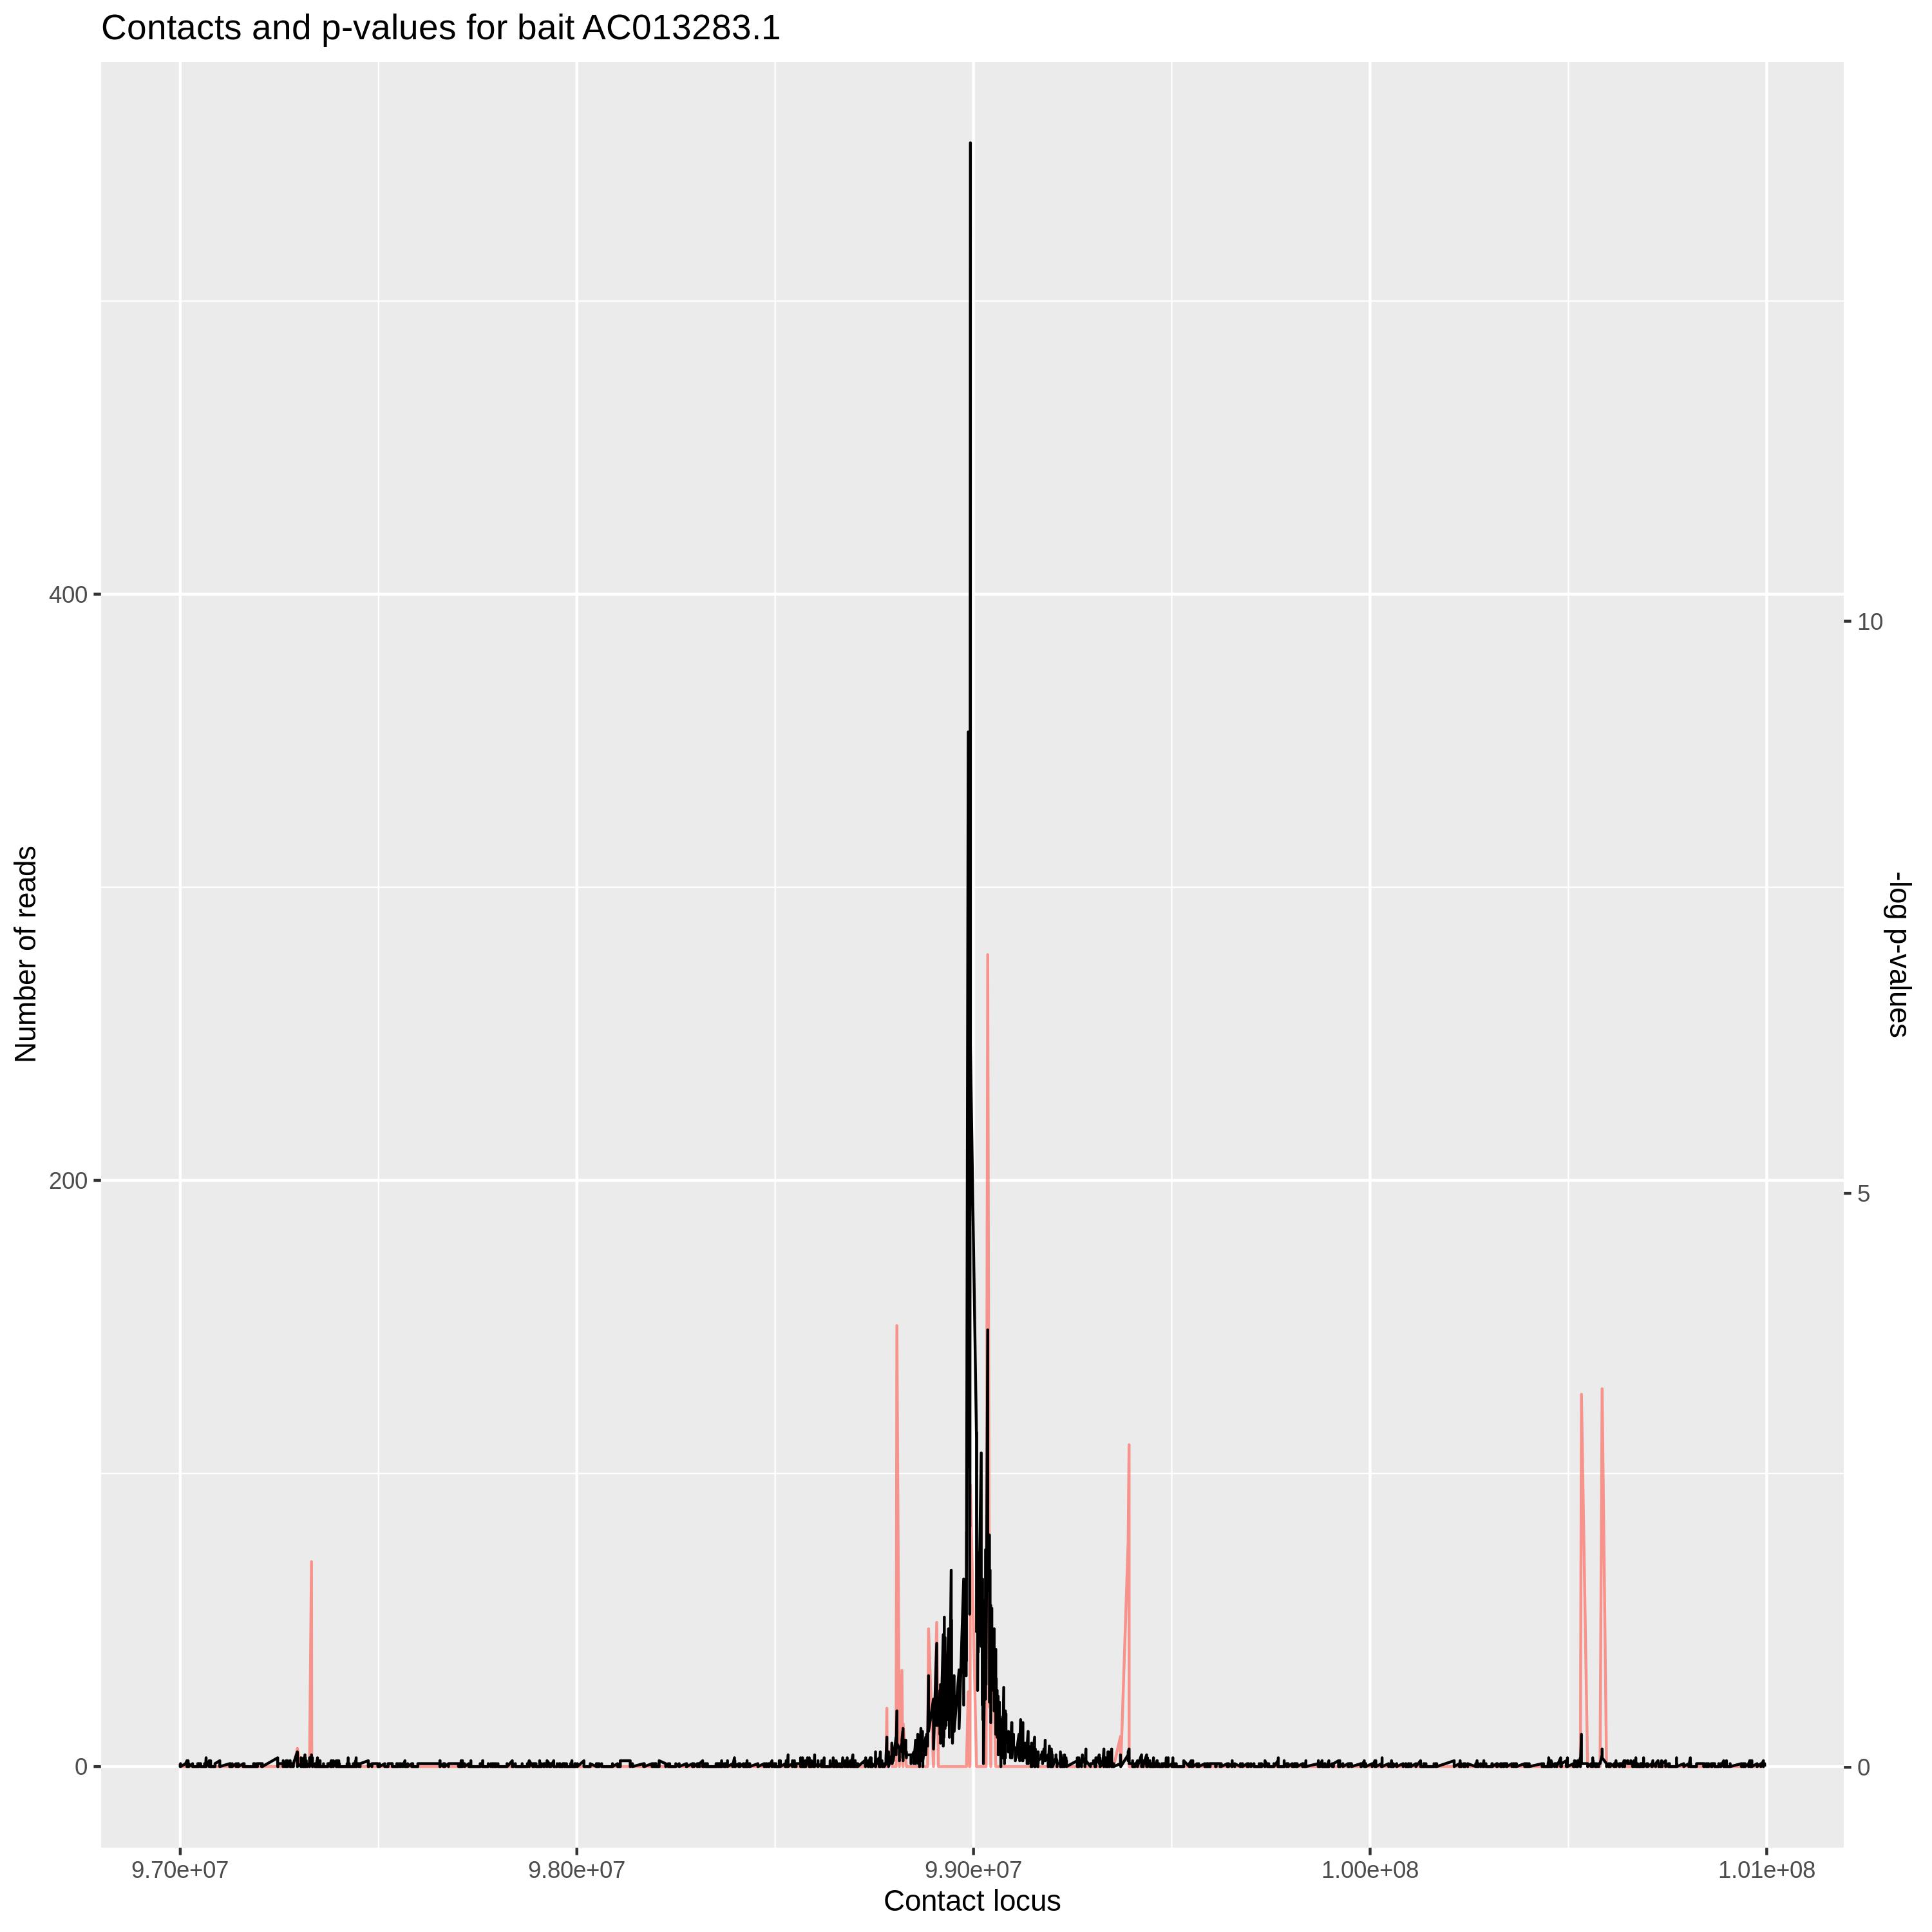 Contacts and p-values for bait AC013283.1
400
200
0
Number of reads
10
5
0
-log p-values
9.70e+07 9.80e+07 9.90e+07 1.00e+08 1.01e+08
Contact locus